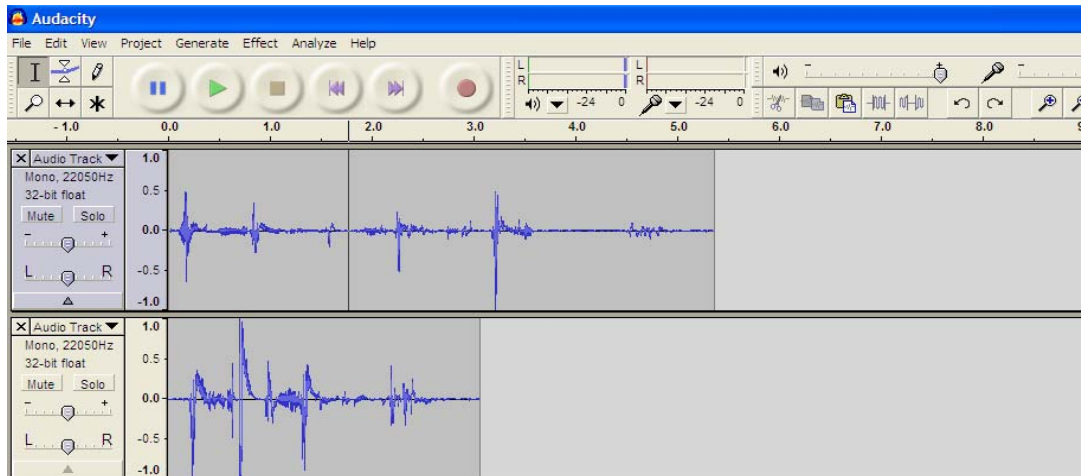 Audacity
File Edit View Project Generate Effect Analyze Help
L L
R R
-24 0 -24 0
- 1.0 0.0 1.0 2.0 3.0 4.0 5.0 6.0 7.0 8.0
Audio Track 1.0
Mono, 22050Hz
32-bit float 0.5
Mute Solo
- + 0.0
L R -0.5
-1.0
Audio Track 1.0
Mono, 22050Hz
32-bit float 0.5
Mute Solo
- + 0.0
L R -0.5
-1.0